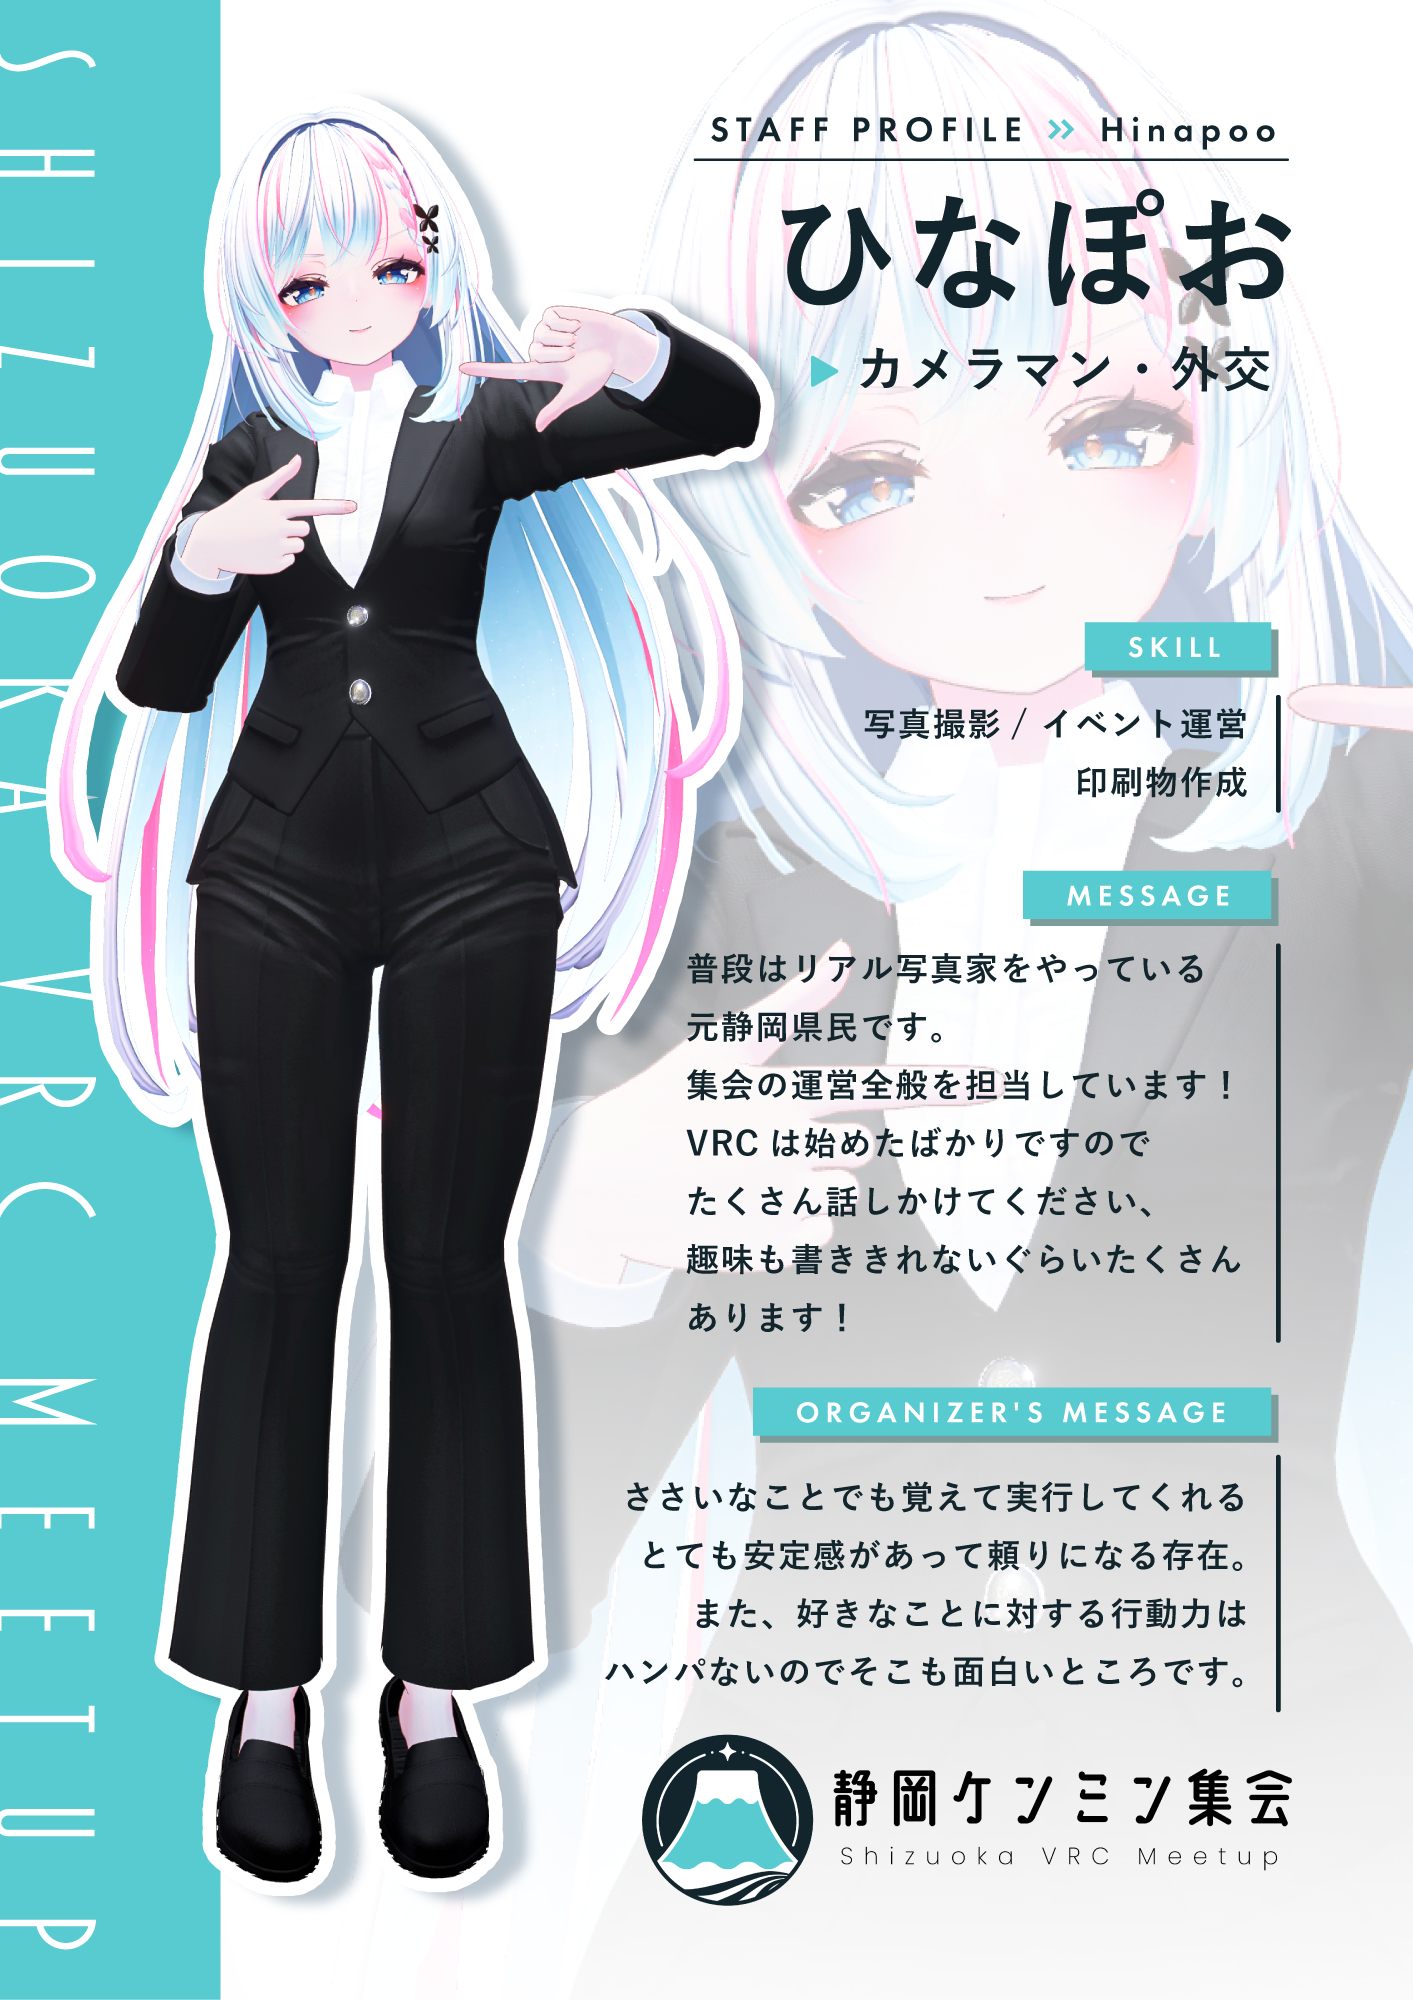 SHIZUOKA VRC MEETUP
STAFF PROFILE » Hinapoo
ひなぽお
カメラマン・外交
SKILL
写真撮影 / イベント運営
印刷物作成
MESSAGE
普段はリアル写真家をやっている
元静岡県民です。
集会の運営全般を担当しています！
VRC は始めたばかりですので
たくさん話しかけてください、
趣味も書ききれないぐらいたくさん
あります！
ORGANIZER'S MESSAGE
ささいなことでも覚えて実行してくれる
とても安定感があって頼りになる存在。
また、好きなことに対する行動力は
ハンパないのでそこも面白いところです。
静岡ケンミン集会
Shizuoka VRC Meetup